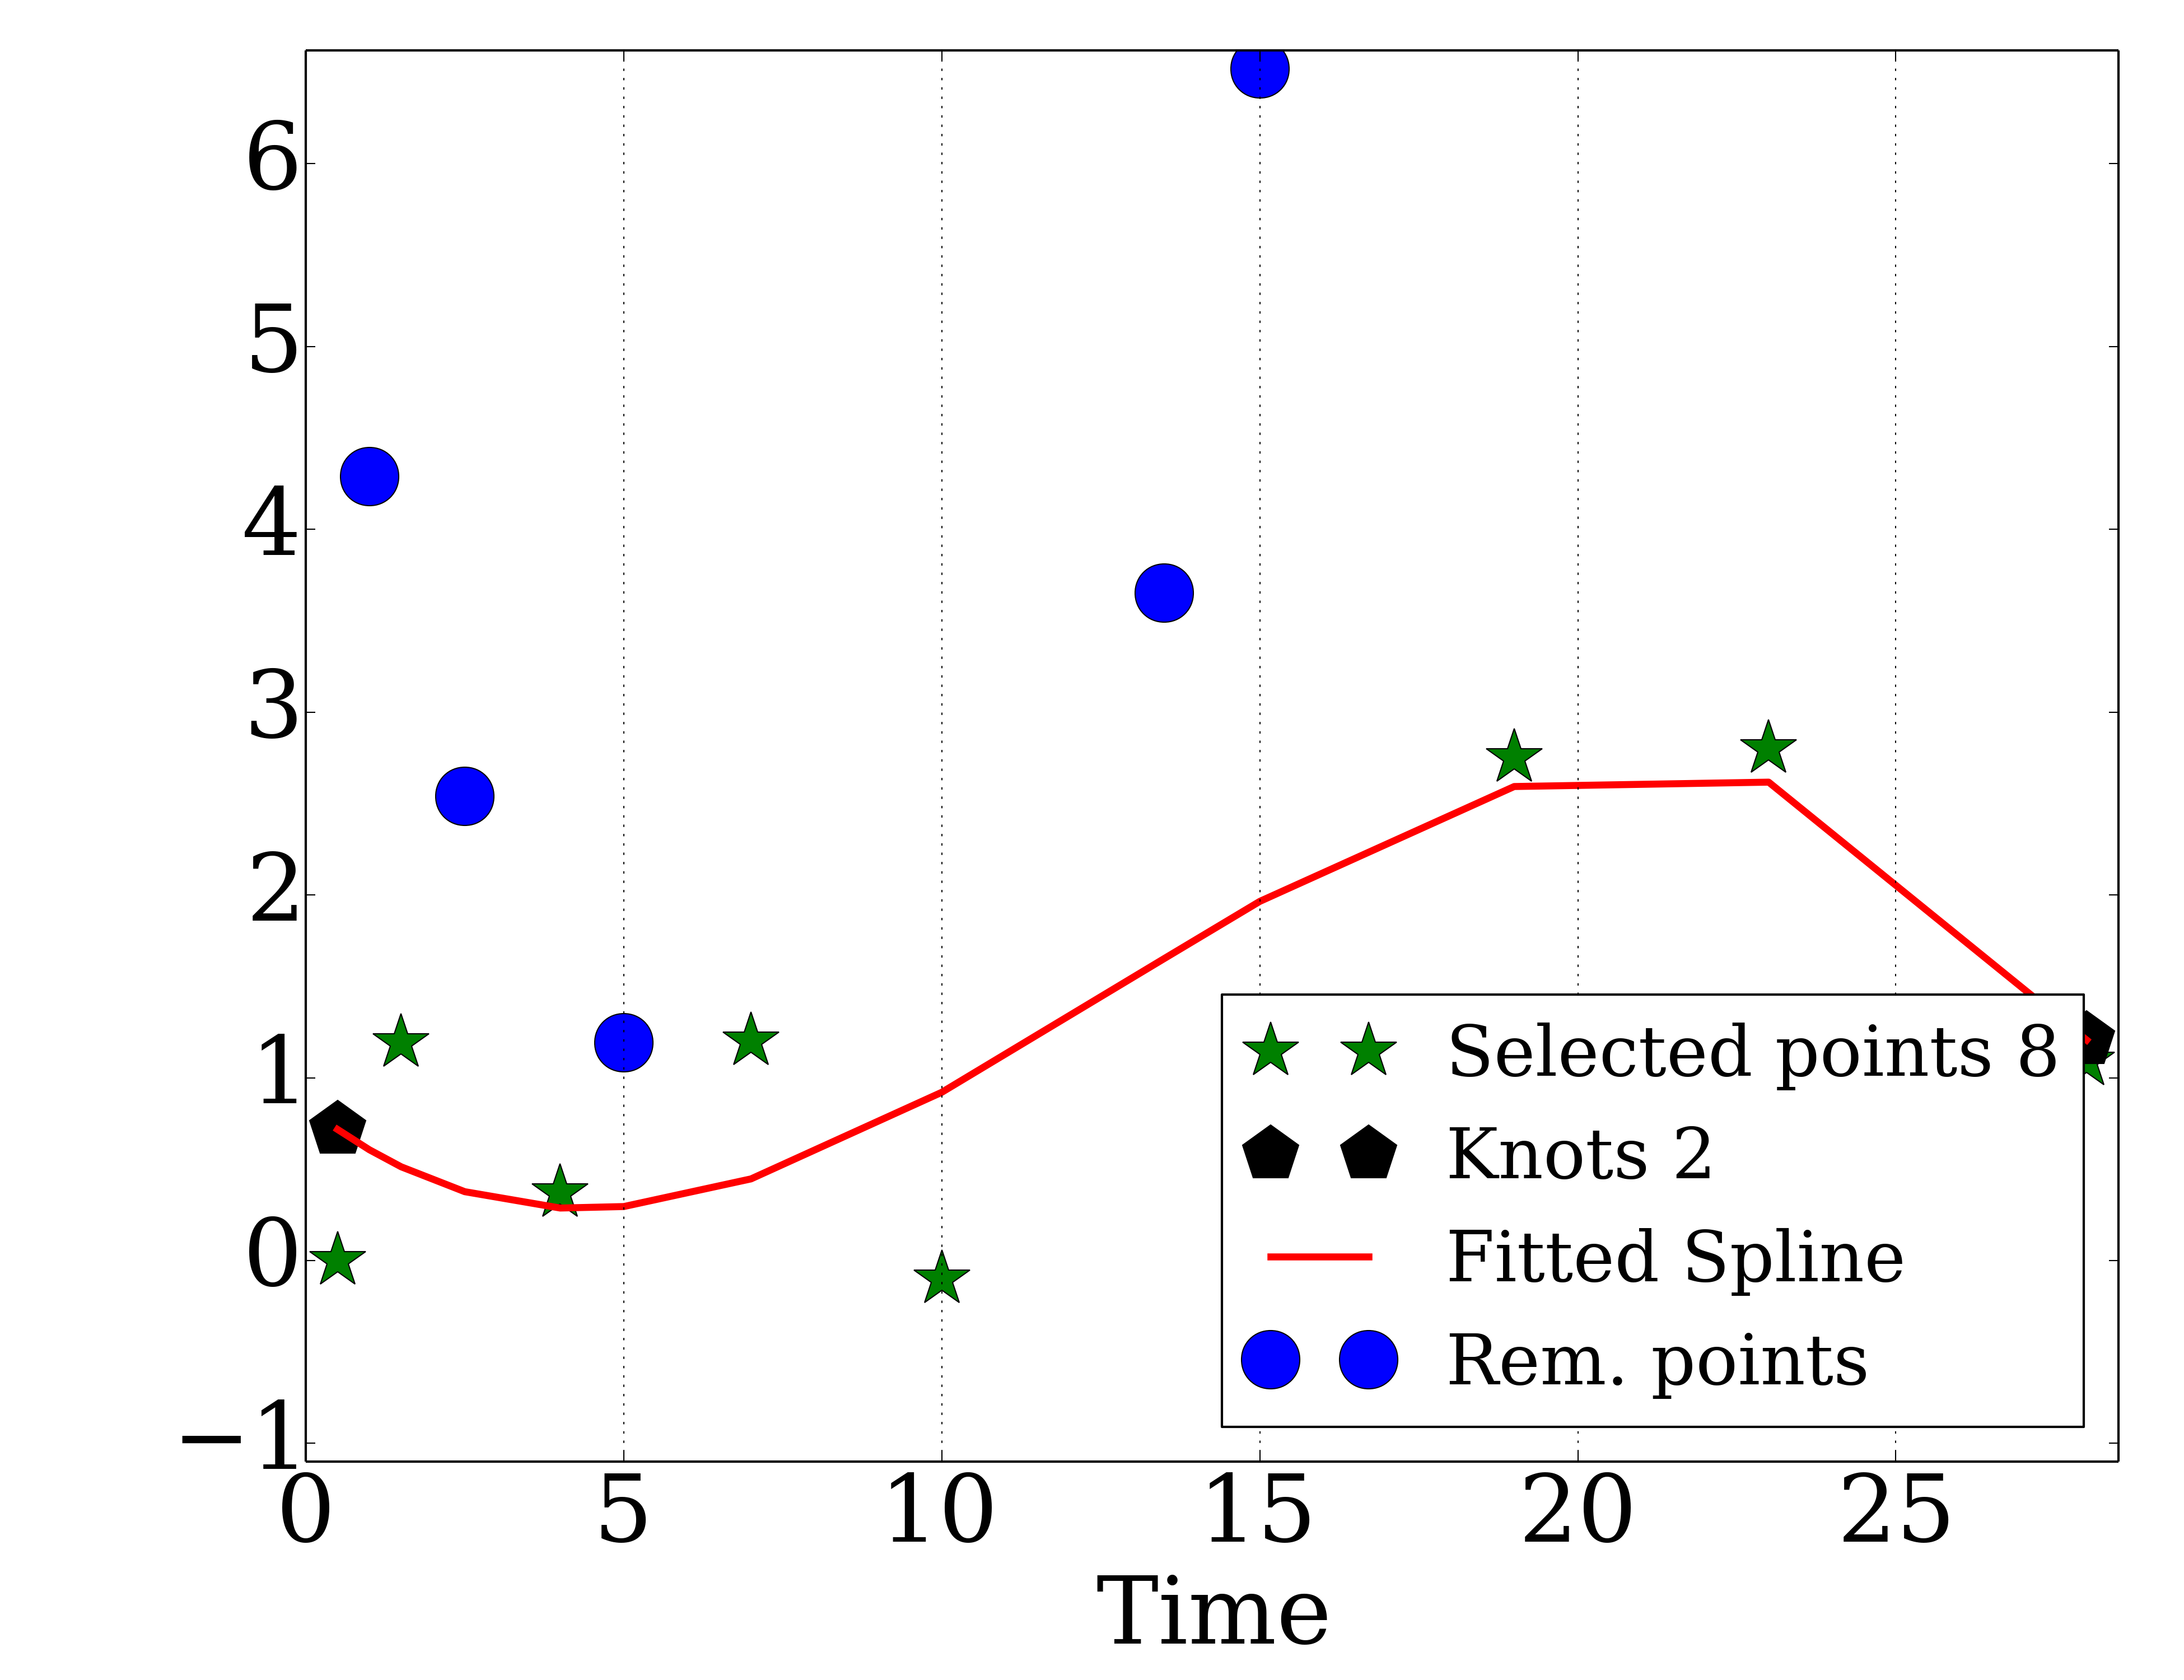 6
5
4
3
2
1
0
−1
0 5 10 15 20 25
Time
Selected points 8
Knots 2
Fitted Spline
Rem. points